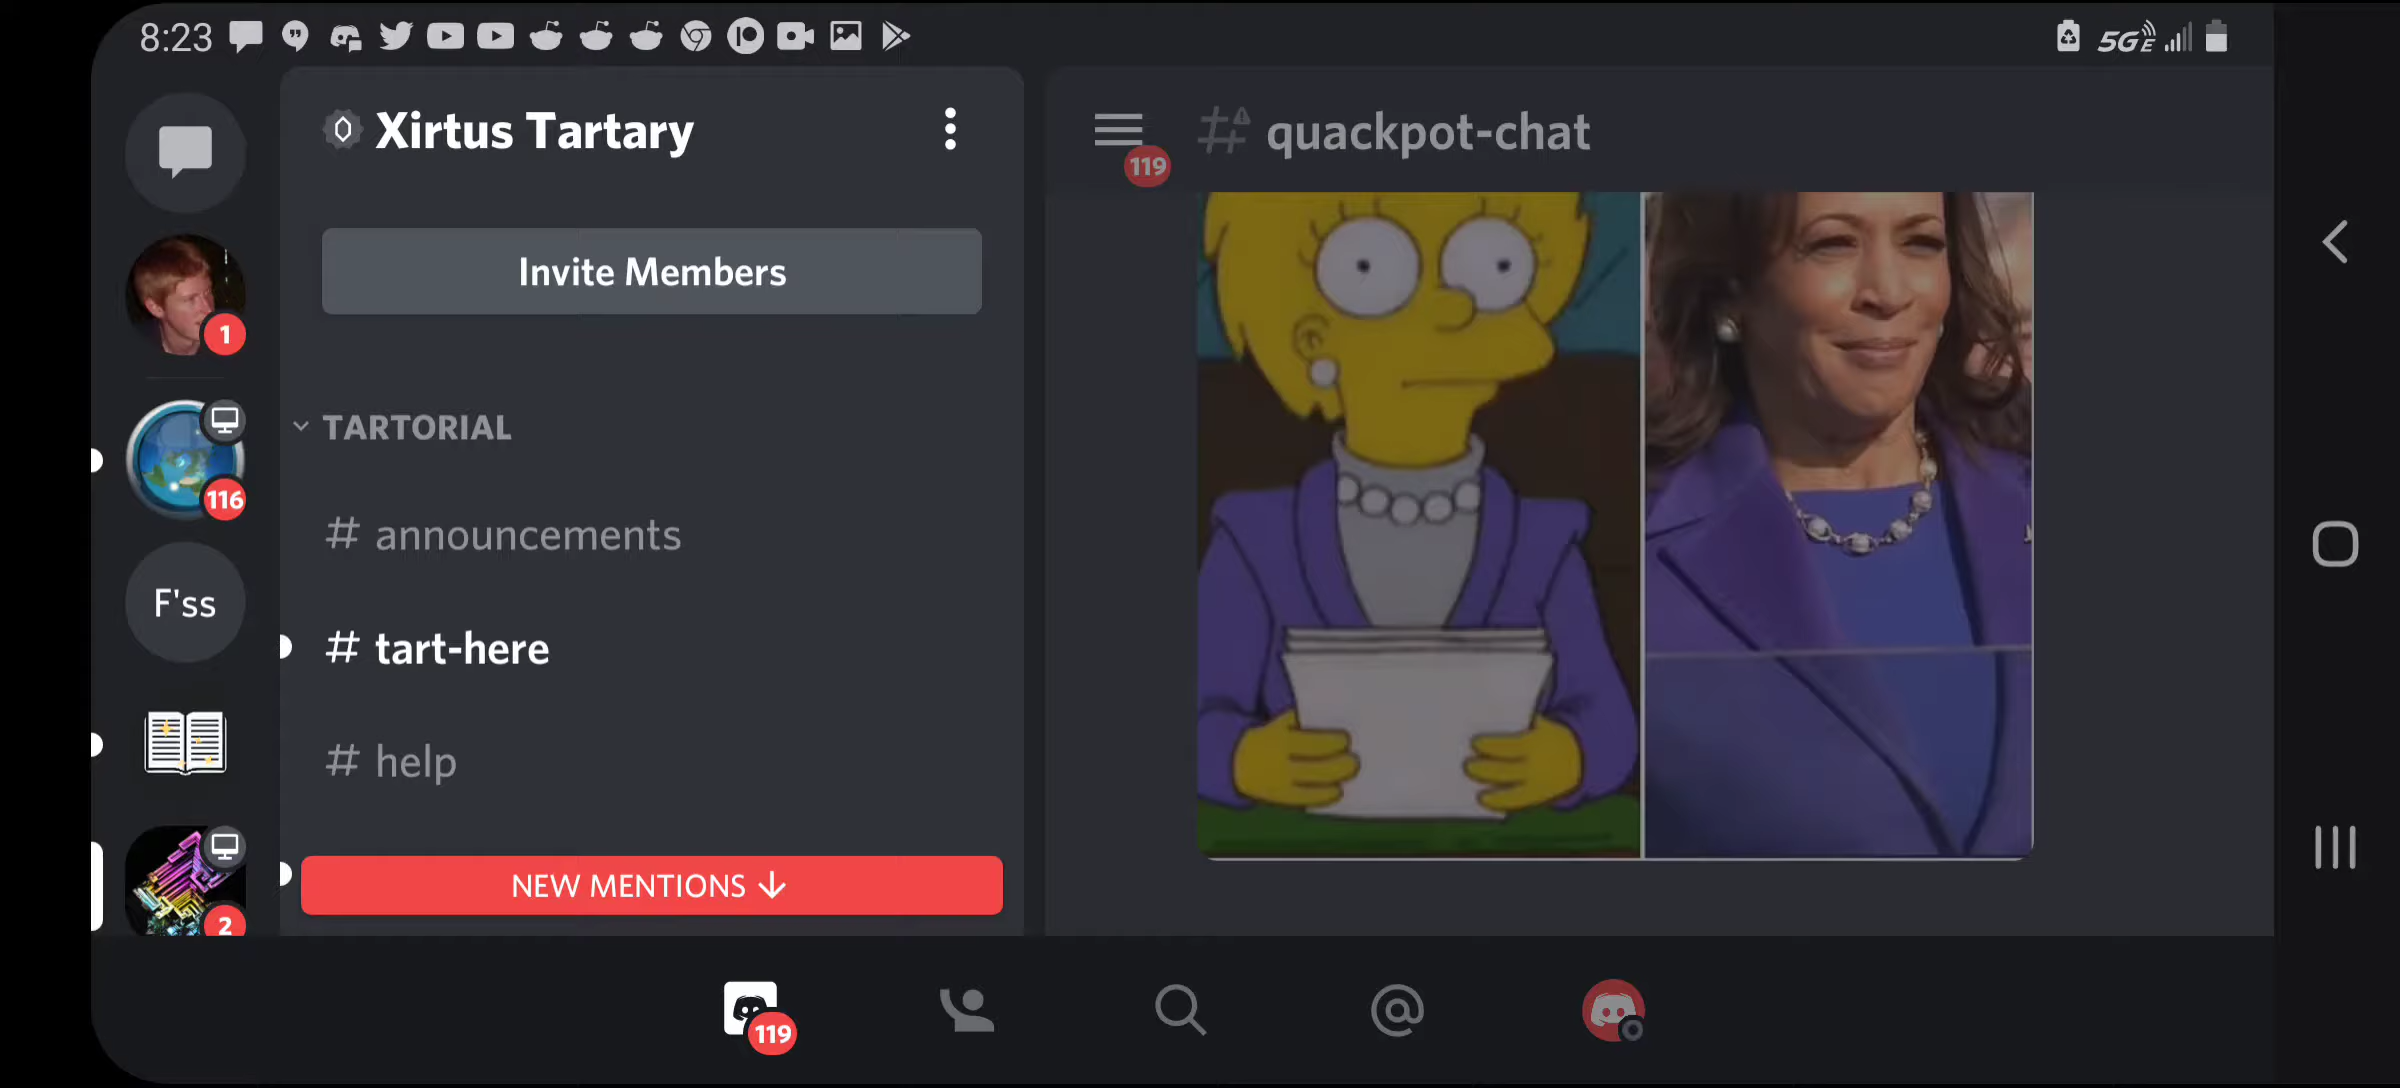 8:23
5GE
Xirtus Tartary
quackpot-chat
119
Invite Members
1
TARTORIAL
116
# announcements
F'ss
# tart-here
# help
NEW MENTIONS ↓
2
119